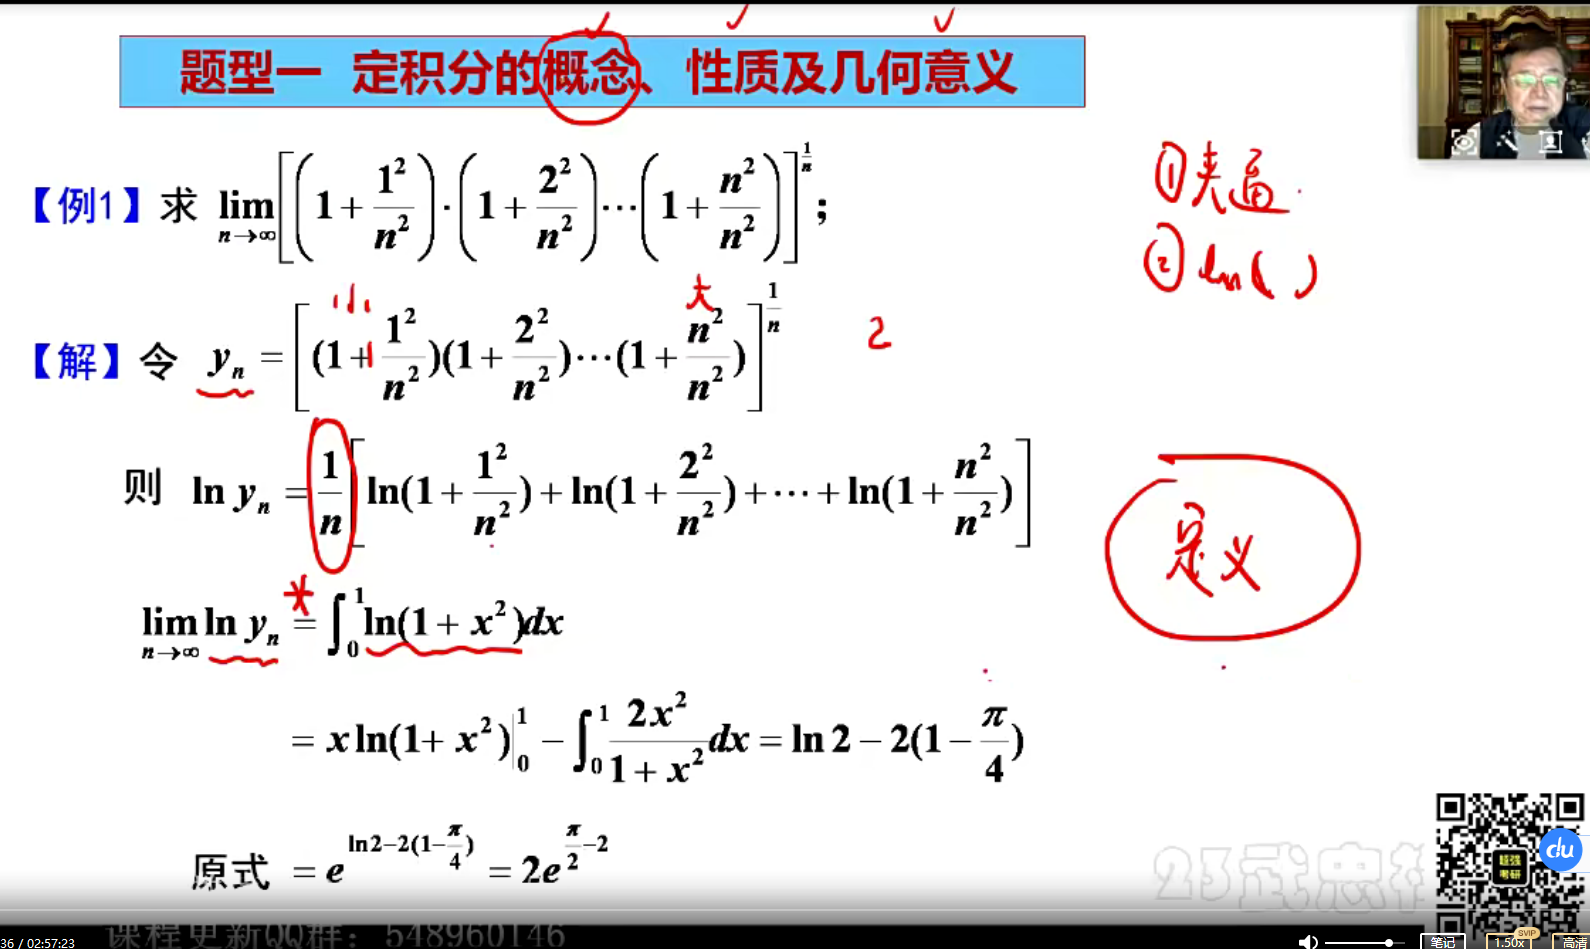 题型一 定积分的概念、性质及几何意义
【例1】求 $\lim_{n\to\infty}\left[\left(1+\frac{1^2}{n^2}\right)\cdot\left(1+\frac{2^2}{n^2}\right)\cdots\left(1+\frac{n^2}{n^2}\right)\right]^{\frac{1}{n}}$;
①夹逼
②ln( )
小 大
【解】令 $y_n=\left[(1+\frac{1^2}{n^2})(1+\frac{2^2}{n^2})\cdots(1+\frac{n^2}{n^2})\right]^{\frac{1}{n}}$ 2
则 $\ln y_n=\frac{1}{n}\left[\ln(1+\frac{1^2}{n^2})+\ln(1+\frac{2^2}{n^2})+\cdots+\ln(1+\frac{n^2}{n^2})\right]$
定义
$\lim_{n\to\infty}\ln y_n=\int_0^1\ln(1+x^2)dx$
$=x\ln(1+x^2)\Big|_0^1-\int_0^1\frac{2x^2}{1+x^2}dx=\ln 2-2(1-\frac{\pi}{4})$
原式 $=e^{\ln 2-2(1-\frac{\pi}{4})}=2e^{\frac{\pi}{2}-2}$
超强
考研
du
23武忠祥
课程更新QQ群：548960146
36 / 02:57:23
笔记
1.50x
SVIP
高清